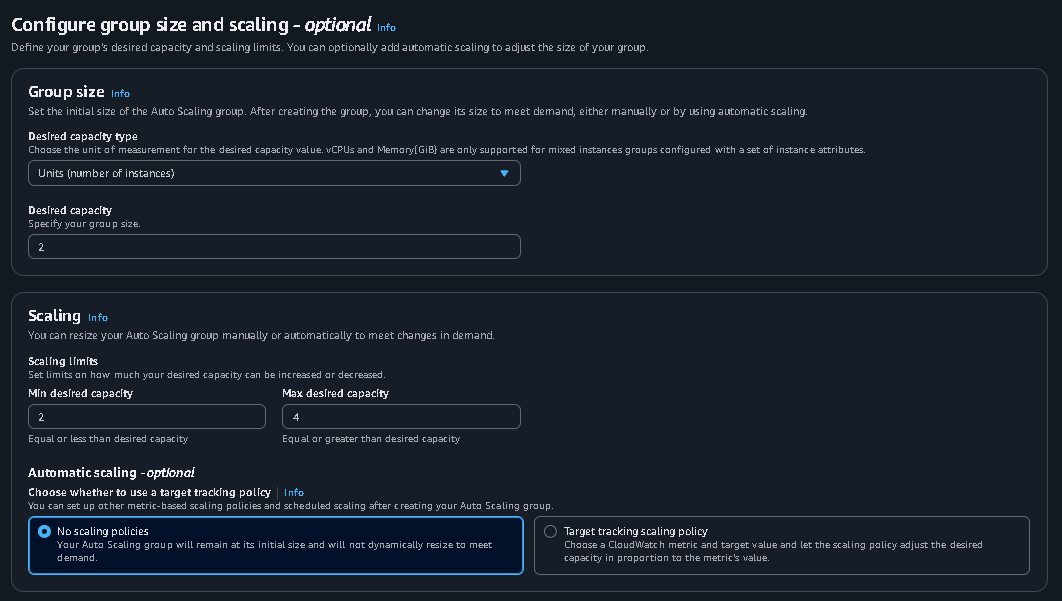 Configure group size and scaling - optional Info
Define your group's desired capacity and scaling limits. You can optionally add automatic scaling to adjust the size of your group.
Group size Info
Set the initial size of the Auto Scaling group. After creating the group, you can change its size to meet demand, either manually or by using automatic scaling.
Desired capacity type
Choose the unit of measurement for the desired capacity value. vCPUs and Memory(GiB) are only supported for mixed instances groups configured with a set of instance attributes.
Units (number of instances)
Desired capacity
Specify your group size.
2
Scaling Info
You can resize your Auto Scaling group manually or automatically to meet changes in demand.
Scaling limits
Set limits on how much your desired capacity can be increased or decreased.
Min desired capacity Max desired capacity
2 4
Equal or less than desired capacity Equal or greater than desired capacity
Automatic scaling - optional
Choose whether to use a target tracking policy | Info
You can set up other metric-based scaling policies and scheduled scaling after creating your Auto Scaling group.
No scaling policies
Your Auto Scaling group will remain at its initial size and will not dynamically resize to meet
demand.
Target tracking scaling policy
Choose a CloudWatch metric and target value and let the scaling policy adjust the desired
capacity in proportion to the metric's value.